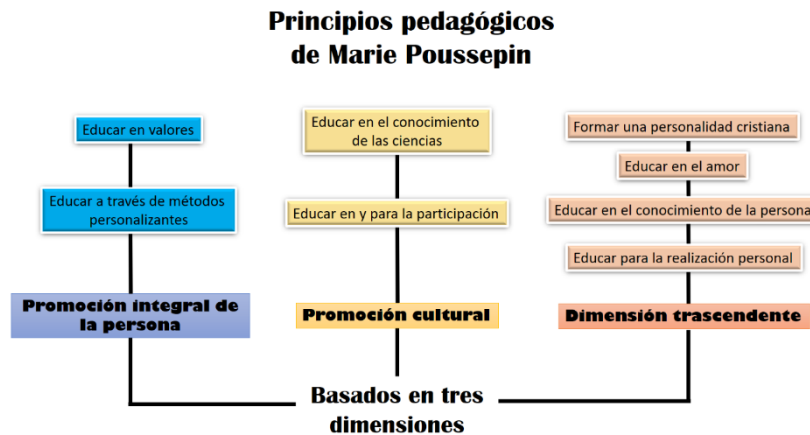 Principios pedagógicos
de Marie Poussepin
Educar en valores
Educar a través de métodos
personalizantes
Promoción integral de
la persona
Educar en el conocimiento
de las ciencias
Educar en y para la participación
Promoción cultural
Formar una personalidad cristiana
Educar en el amor
Educar en el conocimiento de la persona
Educar para la realización personal
Dimensión trascendente
Basados en tres
dimensiones